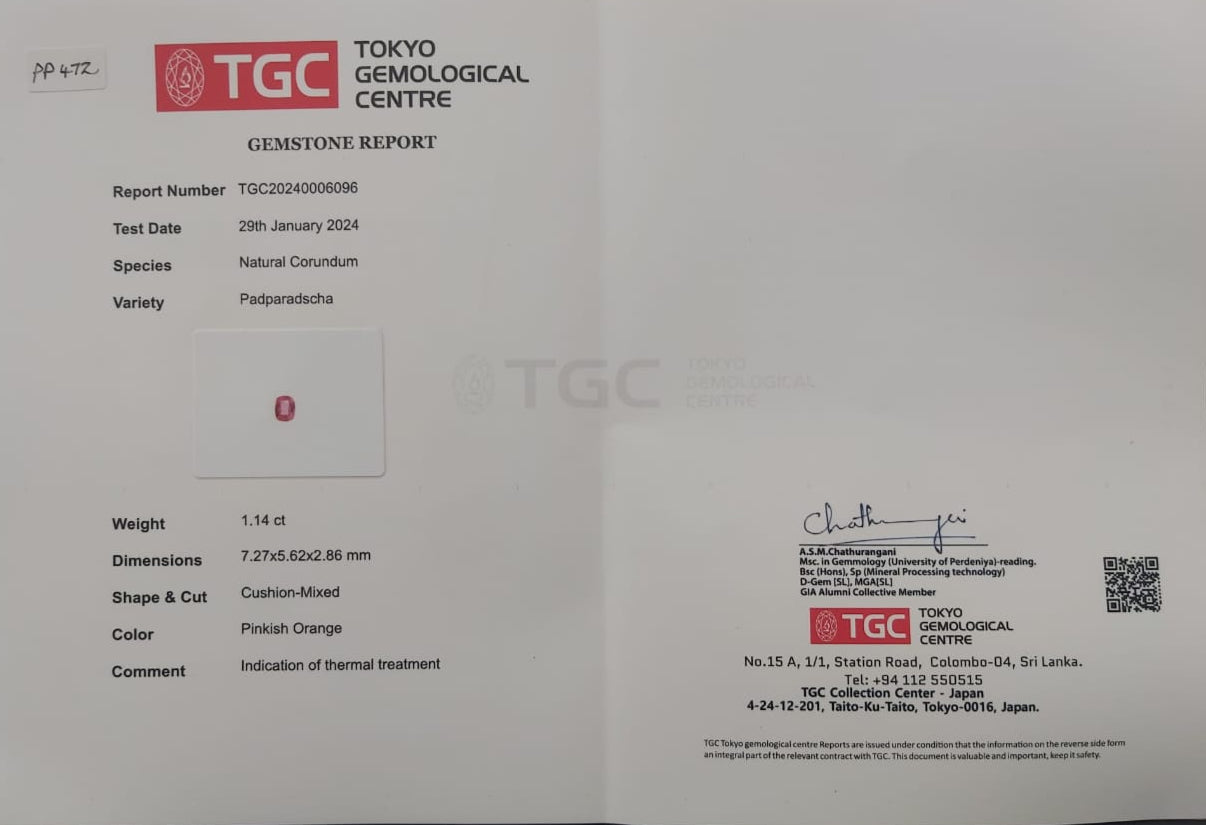 PP 472
TGC
TOKYO
GEMOLOGICAL
CENTRE
GEMSTONE REPORT
Report Number TGC20240006096
Test Date 29th January 2024
Species Natural Corundum
Variety Padparadscha
TGC
TOKYO
GEMOLOGICAL
CENTRE
Weight 1.14 ct
Dimensions 7.27x5.62x2.86 mm
Shape & Cut Cushion-Mixed
Color Pinkish Orange
Comment Indication of thermal treatment
A.S.M.Chathurangani
Msc. in Gemmology (University of Perdeniya)-reading.
Bsc (Hons), Sp (Mineral Processing technology)
D-Gem [SL], MGA[SL]
GIA Alumni Collective Member
TGC
TOKYO
GEMOLOGICAL
CENTRE
No.15 A, 1/1, Station Road, Colombo-04, Sri Lanka.
Tel: +94 112 550515
TGC Collection Center - Japan
4-24-12-201, Taito-Ku-Taito, Tokyo-0016, Japan.
TGC Tokyo gemological centre Reports are issued under condition that the information on the reverse side form
an integral part of the relevant contract with TGC. This document is valuable and important, keep it safety.